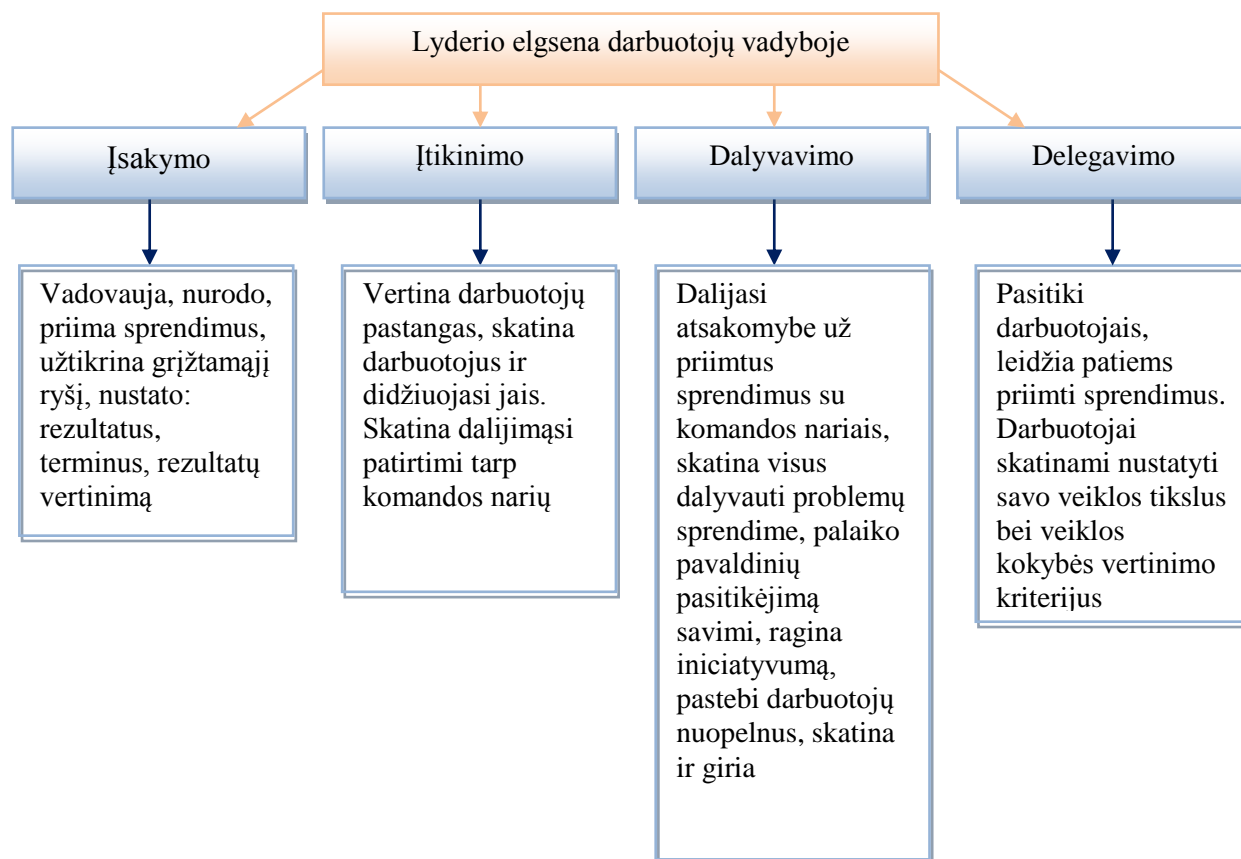 Lyderio elgsena darbuotojų vadyboje
Įsakymo
Įtikinimo
Dalyvavimo
Delegavimo
Vadovauja, nurodo,
priima sprendimus,
užtikrina grįžtamąjį
ryšį, nustato:
rezultatus,
terminus, rezultatų
vertinimą
Vertina darbuotojų
pastangas, skatina
darbuotojus ir
didžiuojasi jais.
Skatina dalijimąsi
patirtimi tarp
komandos narių
Dalijasi
atsakomybe už
priimtus
sprendimus su
komandos nariais,
skatina visus
dalyvauti problemų
sprendime, palaiko
pavaldinių
pasitikėjimą
savimi, ragina
iniciatyvumą,
pastebi darbuotojų
nuopelnus, skatina
ir giria
Pasitiki
darbuotojais,
leidžia patiems
priimti sprendimus.
Darbuotojai
skatinami nustatyti
savo veiklos tikslus
bei veiklos
kokybės vertinimo
kriterijus